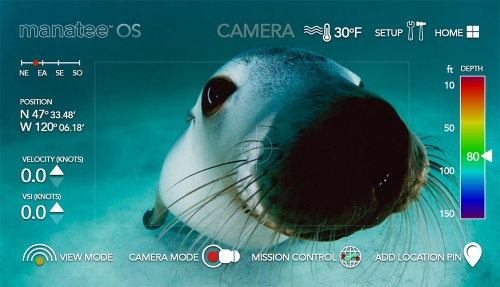 manatee™ OS
CAMERA
30°F
SETUP
HOME
NE EA SE SO
ft DEPTH
10
50
80
100
150
POSITION
N 47° 33.48'
W 120° 06.18'
VELOCITY (KNOTS)
0.0
VSI (KNOTS)
0.0
VIEW MODE
CAMERA MODE
MISSION CONTROL
ADD LOCATION PIN